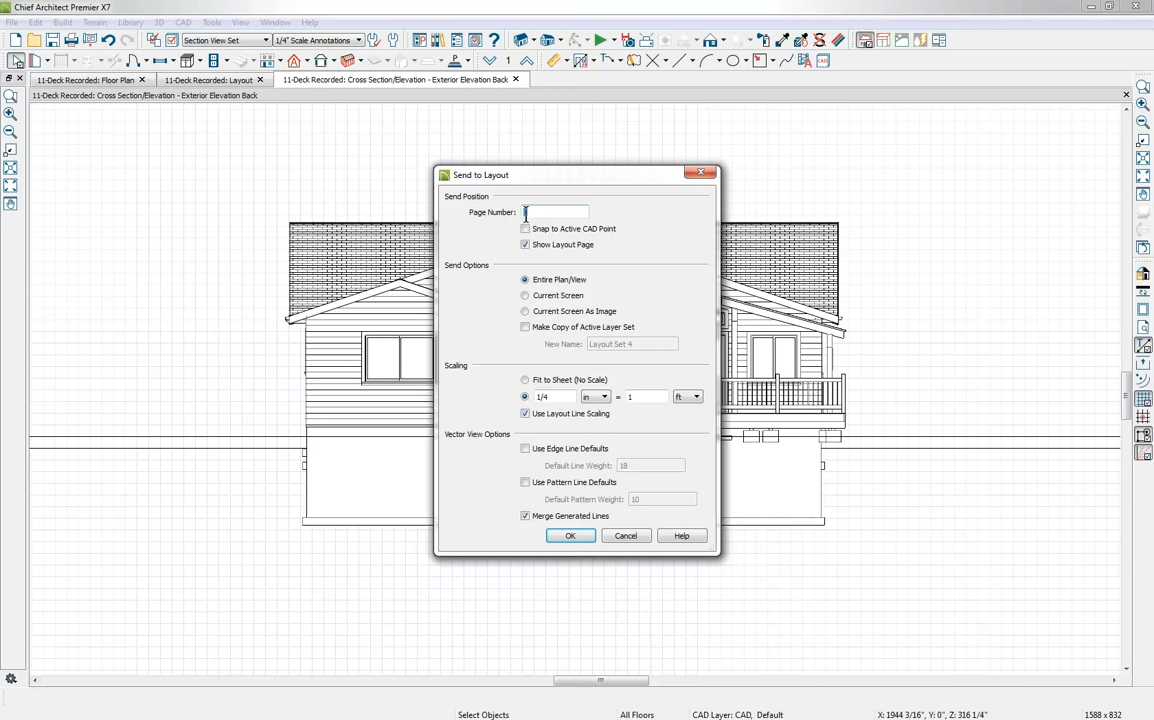 Chief Architect Premier X7
File Edit Build Terrain Library 3D CAD Tools View Window Help
Section View Set 1/4" Scale Annotations 1
11-Deck Recorded: Floor Plan 11-Deck Recorded: Layout 11-Deck Recorded: Cross Section/Elevation - Exterior Elevation Back
11-Deck Recorded: Cross Section/Elevation - Exterior Elevation Back
Send to Layout
Send Position
Page Number:
Snap to Active CAD Point
Show Layout Page
Send Options
Entire Plan/View
Current Screen
Current Screen As Image
Make Copy of Active Layer Set
New Name: Layout Set 4
Scaling
Fit to Sheet (No Scale)
1/4 in = 1 ft
Use Layout Line Scaling
Vector View Options
Use Edge Line Defaults
Default Line Weight: 18
Use Pattern Line Defaults
Default Pattern Weight: 10
Merge Generated Lines
OK Cancel Help
Select Objects All Floors CAD Layer: CAD, Default X: 1944 3/16", Y: 0", Z: 316 1/4" 1588 x 832